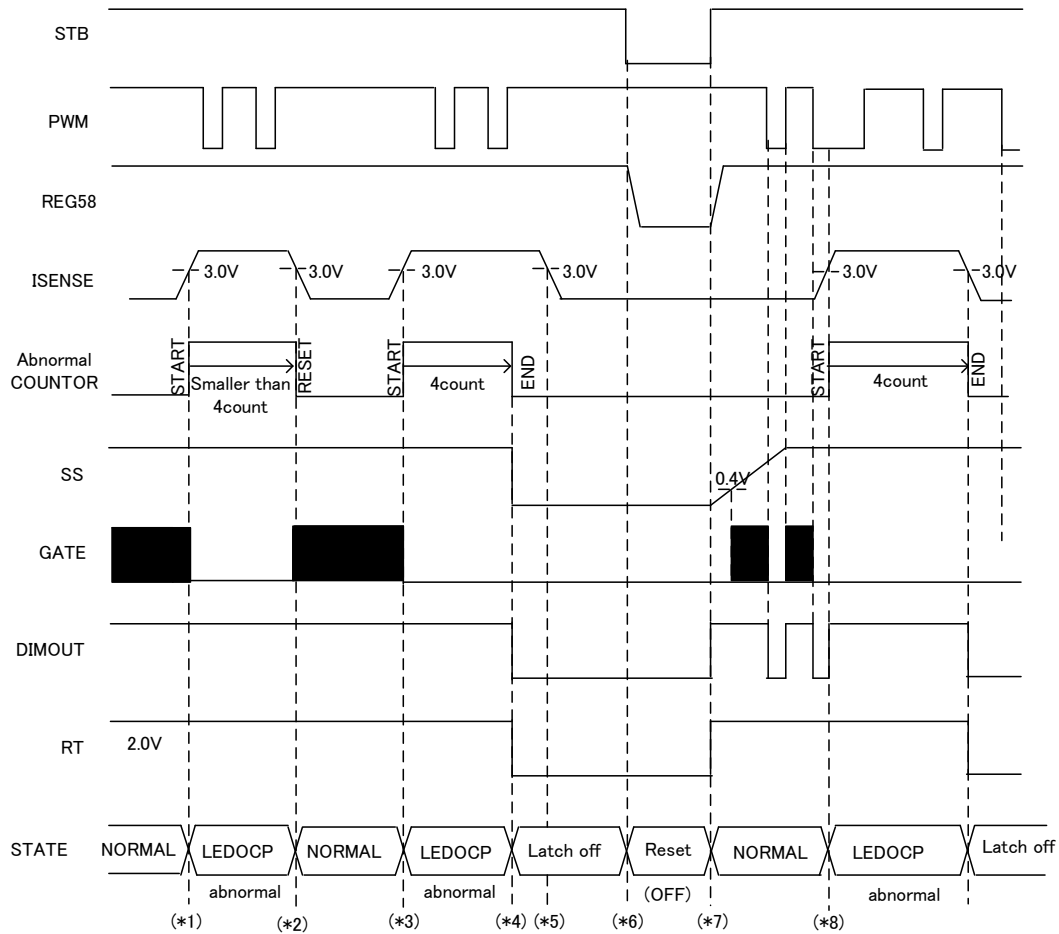 STB
PWM
REG58
ISENSE
3.0V
3.0V
3.0V
3.0V
3.0V
3.0V
Abnormal
COUNTOR
START
Smaller than
4count
RESET
START
4count
END
START
4count
END
SS
0.4V
GATE
DIMOUT
RT
2.0V
STATE
NORMAL
LEDOCP
NORMAL
LEDOCP
Latch off
Reset
NORMAL
LEDOCP
Latch off
abnormal
abnormal
(OFF)
abnormal
(*1)
(*2)
(*3)
(*4)
(*5)
(*6)
(*7)
(*8)